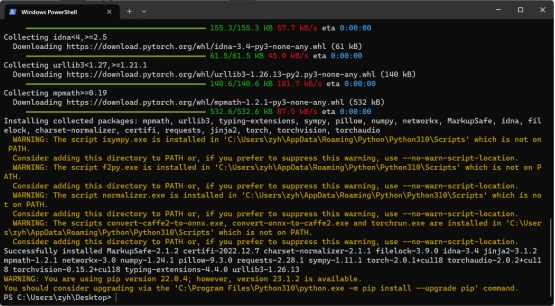 Windows PowerShell
155.3/155.3 KB 57.7 kB/s eta 0:00:00
Collecting idna<4,>=2.5
Downloading https://download.pytorch.org/whl/idna-3.4-py3-none-any.whl (61 kB)
61.5/61.5 KB 45.0 kB/s eta 0:00:00
Collecting urllib3<1.27,>=1.21.1
Downloading https://download.pytorch.org/whl/urllib3-1.26.13-py2.py3-none-any.whl (140 kB)
140.6/140.6 KB 101.7 kB/s eta 0:00:00
Collecting mpmath>=0.19
Downloading https://download.pytorch.org/whl/mpmath-1.2.1-py3-none-any.whl (532 kB)
532.6/532.6 KB 87.5 kB/s eta 0:00:00
Installing collected packages: mpmath, urllib3, typing-extensions, sympy, pillow, numpy, networkx, MarkupSafe, idna, fil
elock, charset-normalizer, certifi, requests, jinja2, torch, torchvision, torchaudio
WARNING: The script isympy.exe is installed in 'C:\Users\zyh\AppData\Roaming\Python\Python310\Scripts' which is not on
PATH.
Consider adding this directory to PATH or, if you prefer to suppress this warning, use --no-warn-script-location.
WARNING: The script f2py.exe is installed in 'C:\Users\zyh\AppData\Roaming\Python\Python310\Scripts' which is not on P
ATH.
Consider adding this directory to PATH or, if you prefer to suppress this warning, use --no-warn-script-location.
WARNING: The script normalizer.exe is installed in 'C:\Users\zyh\AppData\Roaming\Python\Python310\Scripts' which is no
t on PATH.
Consider adding this directory to PATH or, if you prefer to suppress this warning, use --no-warn-script-location.
WARNING: The scripts convert-caffe2-to-onnx.exe, convert-onnx-to-caffe2.exe and torchrun.exe are installed in 'C:\User
s\zyh\AppData\Roaming\Python\Python310\Scripts' which is not on PATH.
Consider adding this directory to PATH or, if you prefer to suppress this warning, use --no-warn-script-location.
Successfully installed MarkupSafe-2.1.2 certifi-2022.12.7 charset-normalizer-2.1.1 filelock-3.9.0 idna-3.4 jinja2-3.1.2
mpmath-1.2.1 networkx-3.0 numpy-1.24.1 pillow-9.3.0 requests-2.28.1 sympy-1.11.1 torch-2.0.1+cu118 torchaudio-2.0.2+cu11
8 torchvision-0.15.2+cu118 typing-extensions-4.4.0 urllib3-1.26.13
WARNING: You are using pip version 22.0.4; however, version 23.1.2 is available.
You should consider upgrading via the 'C:\Program Files\Python\python.exe -m pip install --upgrade pip' command.
PS C:\Users\zyh\Desktop>